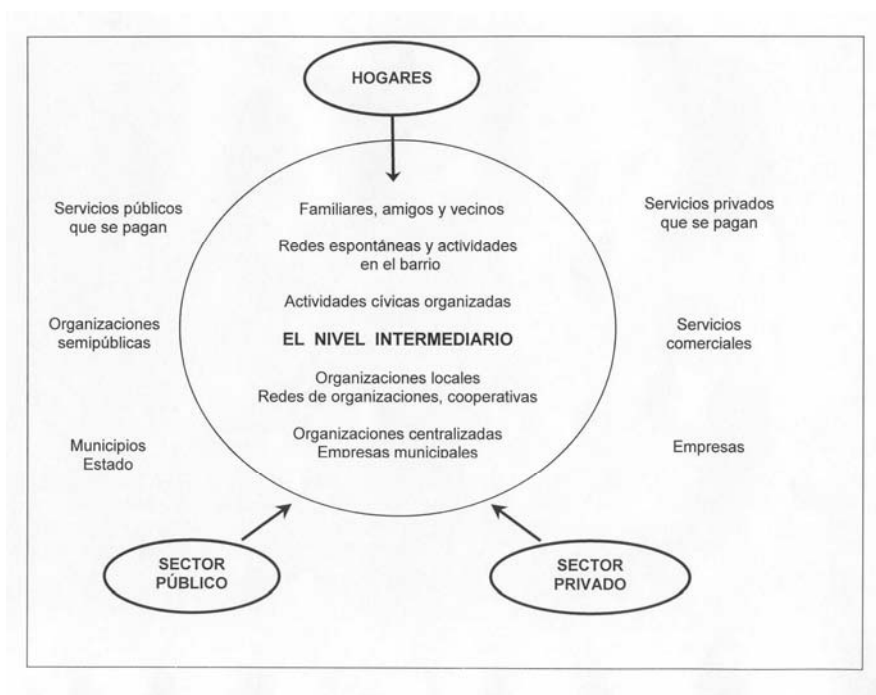 HOGARES
Servicios públicos
que se pagan
Familiares, amigos y vecinos
Redes espontáneas y actividades
en el barrio
Actividades cívicas organizadas
EL NIVEL INTERMEDIARIO
Organizaciones locales
Redes de organizaciones, cooperativas
Organizaciones centralizadas
Empresas municipales
Servicios privados
que se pagan
Organizaciones
semipúblicas
Servicios
comerciales
Municipios
Estado
Empresas
SECTOR
PÚBLICO
SECTOR
PRIVADO